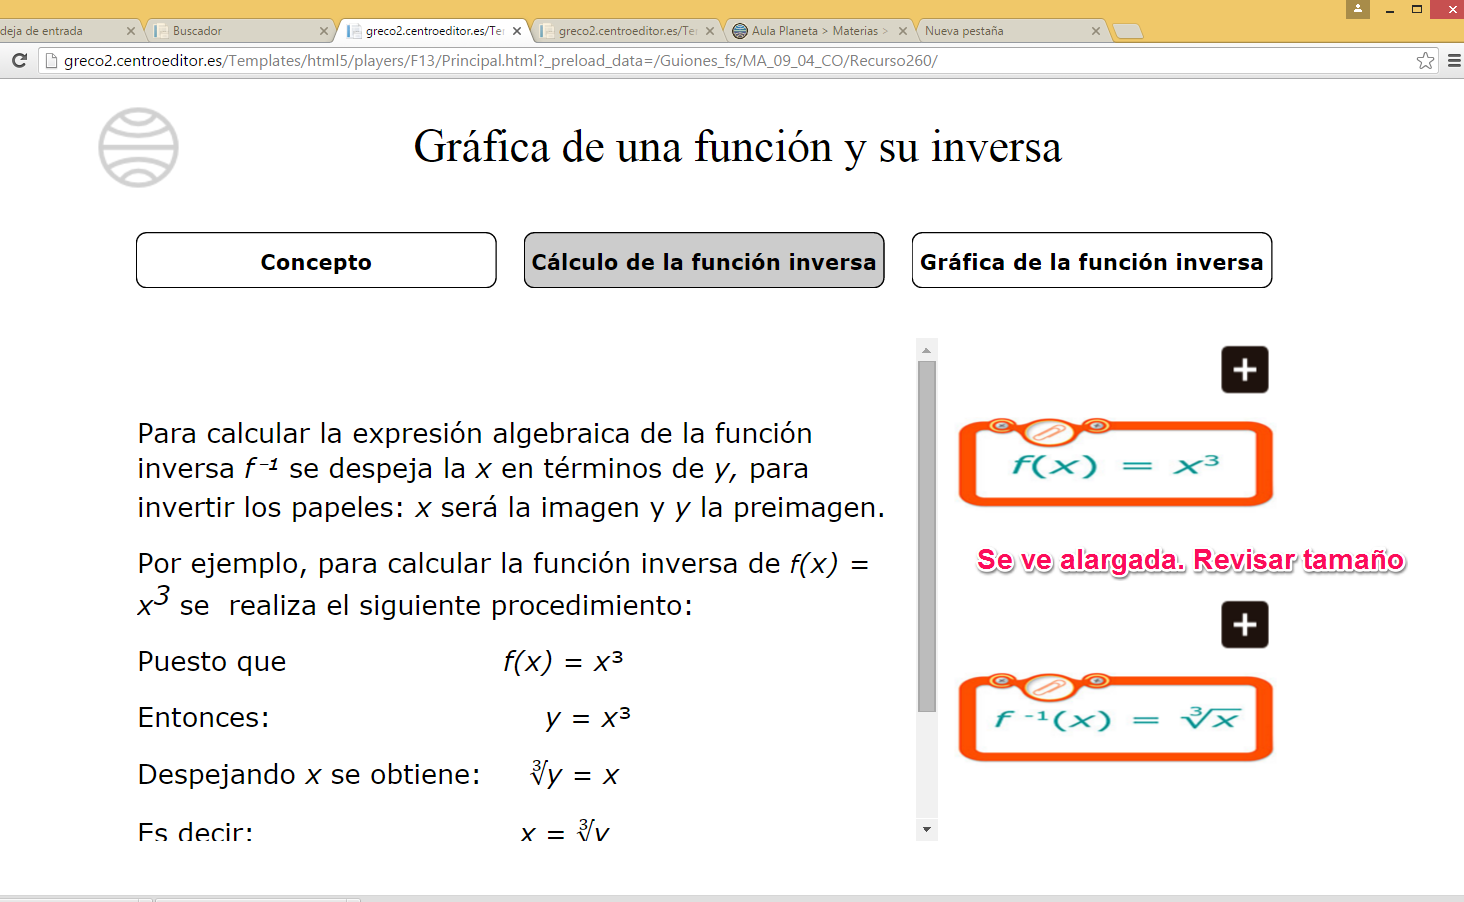 deja de entrada
Buscador
greco2.centroeditor.es/Te
greco2.centroeditor.es/Te
Aula Planeta > Materias >
Nueva pestaña
greco2.centroeditor.es/Templates/html5/players/F13/Principal.html?_preload_data=/Guiones_fs/MA_09_04_CO/Recurso260/
Gráfica de una función y su inversa
Concepto
Cálculo de la función inversa
Gráfica de la función inversa
Para calcular la expresión algebraica de la función
inversa f⁻¹ se despeja la x en términos de y, para
invertir los papeles: x será la imagen y y la preimagen.
Por ejemplo, para calcular la función inversa de f(x) =
x³ se realiza el siguiente procedimiento:
Puesto que f(x) = x³
Entonces: y = x³
Despejando x se obtiene: ∛y = x
Es decir: x = ∛y
f(x) = x³
Se ve alargada. Revisar tamaño
f⁻¹(x) = ∛x